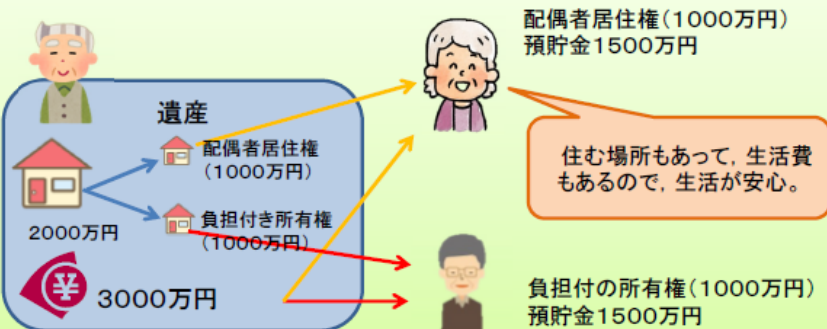 配偶者居住権(1000万円)
預貯金1500万円
遺産
配偶者居住権
(1000万円)
住む場所もあって,生活費
もあるので,生活が安心。
負担付き所有権
(1000万円)
2000万円
¥
3000万円
負担付の所有権(1000万円)
預貯金1500万円